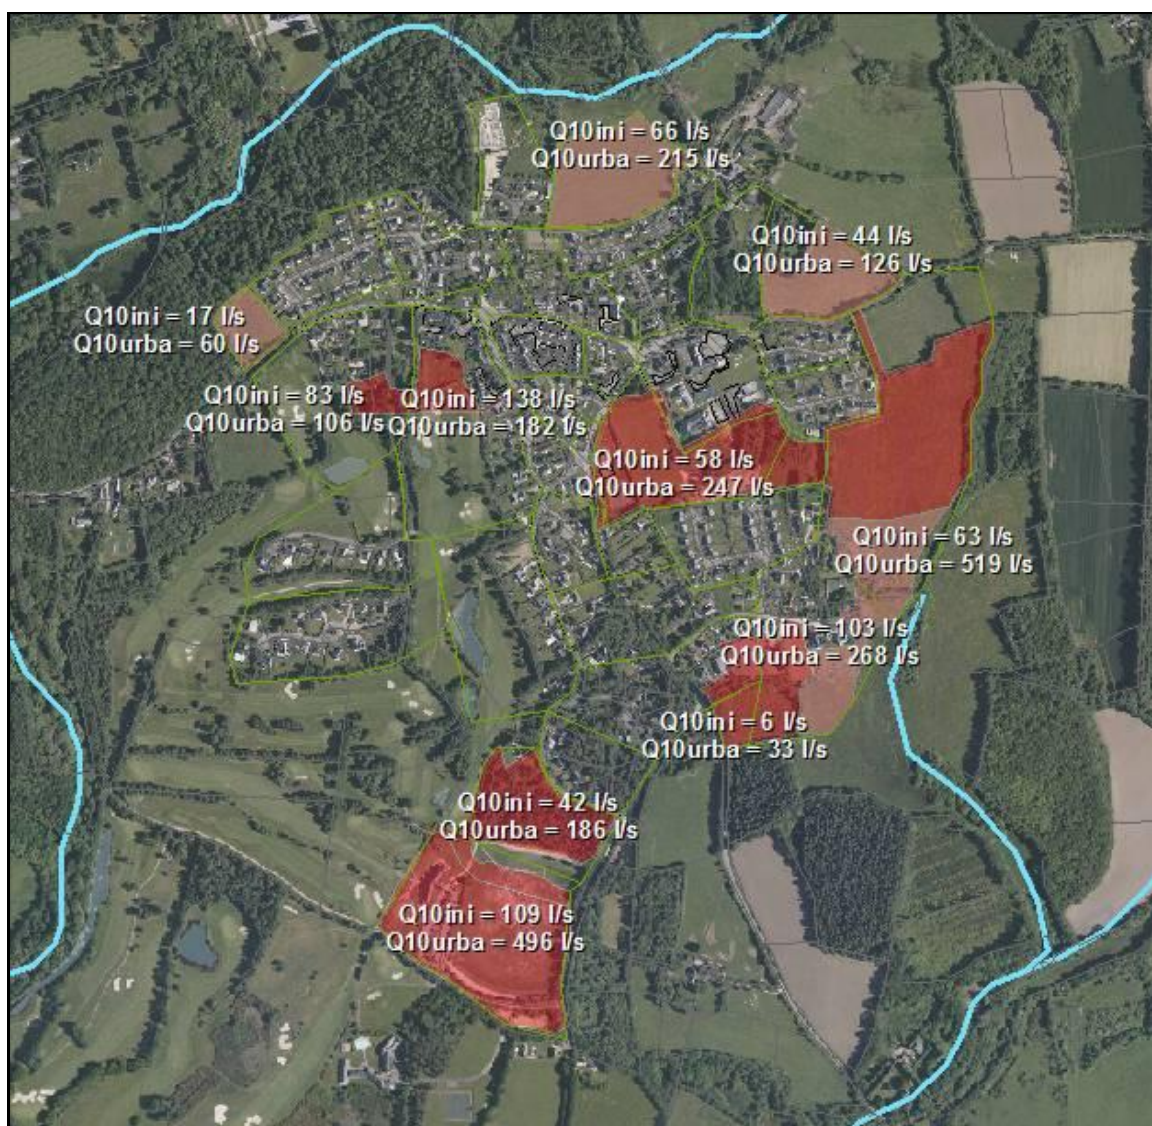 Q10ini = 66 l/s
Q10urba = 215 l/s
Q10ini = 44 l/s
Q10urba = 126 l/s
Q10ini = 17 l/s
Q10urba = 60 l/s
Q10ini = 83 l/s
Q10urba = 106 l/s
Q10ini = 138 l/s
Q10urba = 182 l/s
Q10ini = 58 l/s
Q10urba = 247 l/s
Q10ini = 63 l/s
Q10urba = 519 l/s
Q10ini = 103 l/s
Q10urba = 268 l/s
Q10ini = 6 l/s
Q10urba = 33 l/s
Q10ini = 42 l/s
Q10urba = 186 l/s
Q10ini = 109 l/s
Q10urba = 496 l/s